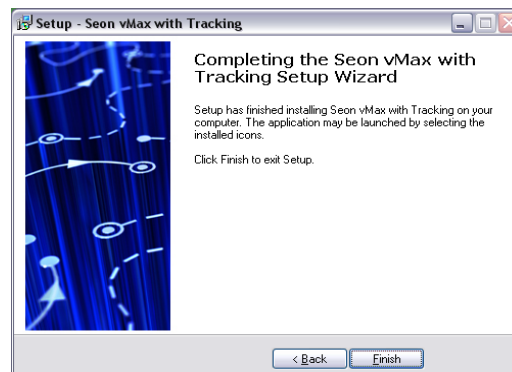 Setup - Seon vMax with Tracking
Completing the Seon vMax with
Tracking Setup Wizard
Setup has finished installing Seon vMax with Tracking on your
computer. The application may be launched by selecting the
installed icons.
Click Finish to exit Setup.
< Back
Finish